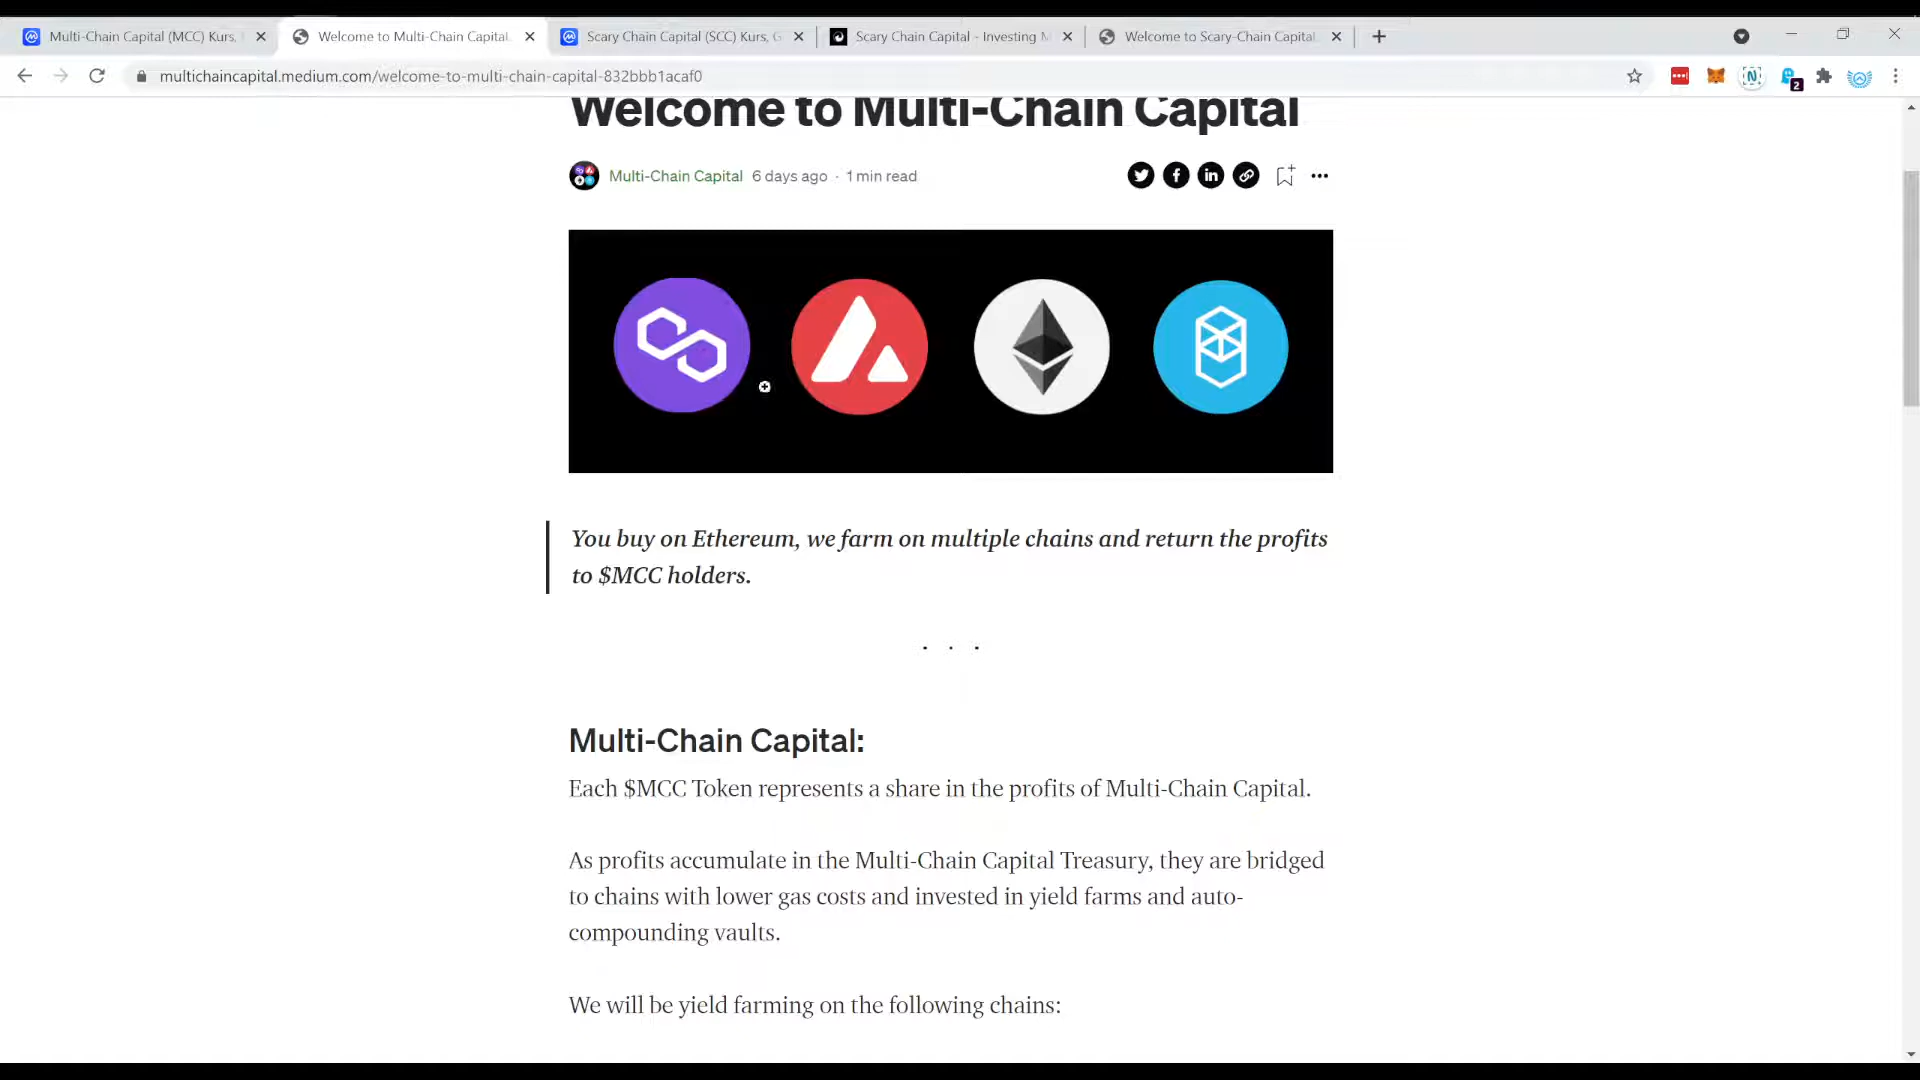 Multi-Chain Capital (MCC) Kurs,
Welcome to Multi-Chain Capital
Scary Chain Capital (SCC) Kurs, G
Scary Chain Capital - Investing M
Welcome to Scary-Chain Capital
multichaincapital.medium.com/welcome-to-multi-chain-capital-832bbb1acaf0
2
Welcome to Multi-Chain Capital
Multi-Chain Capital 6 days ago · 1 min read
You buy on Ethereum, we farm on multiple chains and return the profits
to $MCC holders.
. . .
Multi-Chain Capital:
Each $MCC Token represents a share in the profits of Multi-Chain Capital.
As profits accumulate in the Multi-Chain Capital Treasury, they are bridged
to chains with lower gas costs and invested in yield farms and auto-
compounding vaults.
We will be yield farming on the following chains: